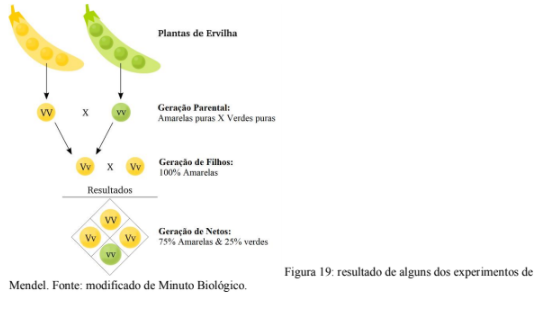 Plantas de Ervilha
VV X vv
Geração Parental:
Amarelas puras X Verdes puras
Vv X Vv
Geração de Filhos:
100% Amarelas
Resultados
VV
Vv Vv
vv
Geração de Netos:
75% Amarelas & 25% verdes
Figura 19: resultado de alguns dos experimentos de
Mendel. Fonte: modificado de Minuto Biológico.